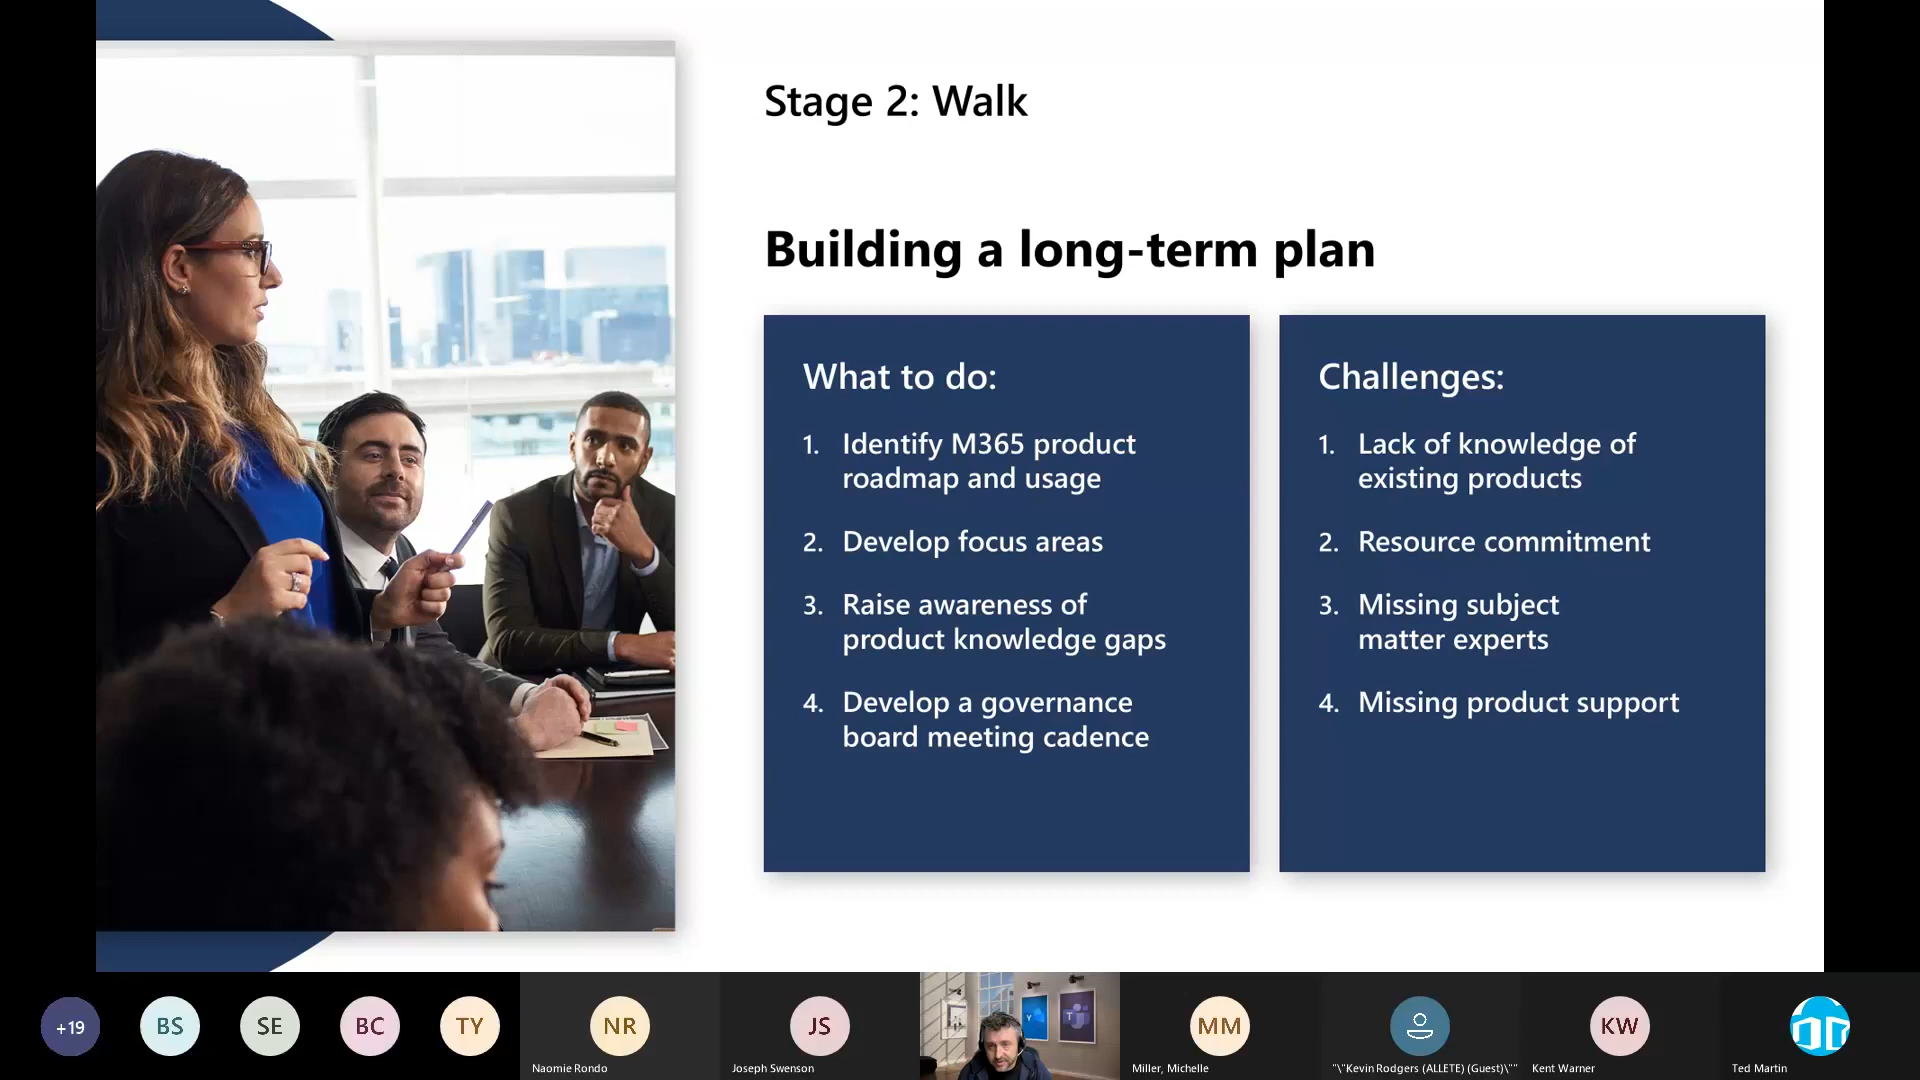 Stage 2: Walk
Building a long-term plan
What to do:
1. Identify M365 product
roadmap and usage
2. Develop focus areas
3. Raise awareness of
product knowledge gaps
4. Develop a governance
board meeting cadence
Challenges:
1. Lack of knowledge of
existing products
2. Resource commitment
3. Missing subject
matter experts
4. Missing product support
+19
BS
SE
BC
TY
NR
Naomie Rondo
JS
Joseph Swenson
MM
Miller, Michelle
"\"Kevin Rodgers (ALLETE) (Guest)\""
KW
Kent Warner
Ted Martin